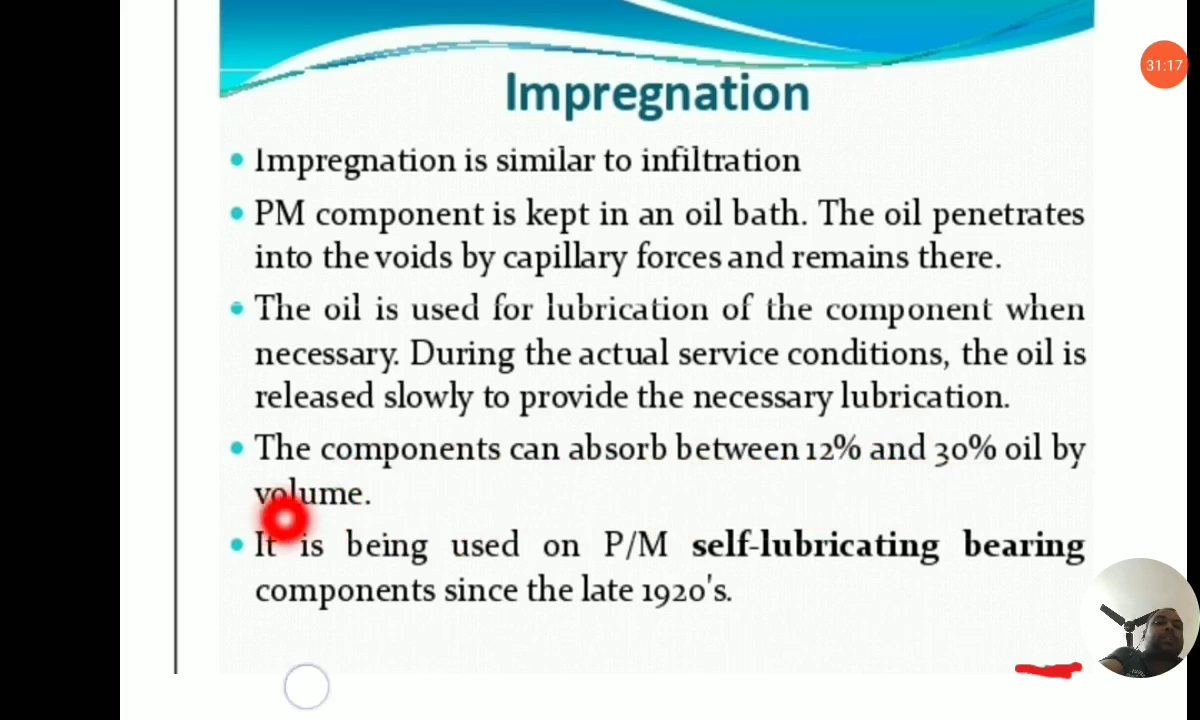 31:17
Impregnation
• Impregnation is similar to infiltration
• PM component is kept in an oil bath. The oil penetrates
into the voids by capillary forces and remains there.
• The oil is used for lubrication of the component when
necessary. During the actual service conditions, the oil is
released slowly to provide the necessary lubrication.
• The components can absorb between 12% and 30% oil by
volume.
• It is being used on P/M self-lubricating bearing
components since the late 1920's.